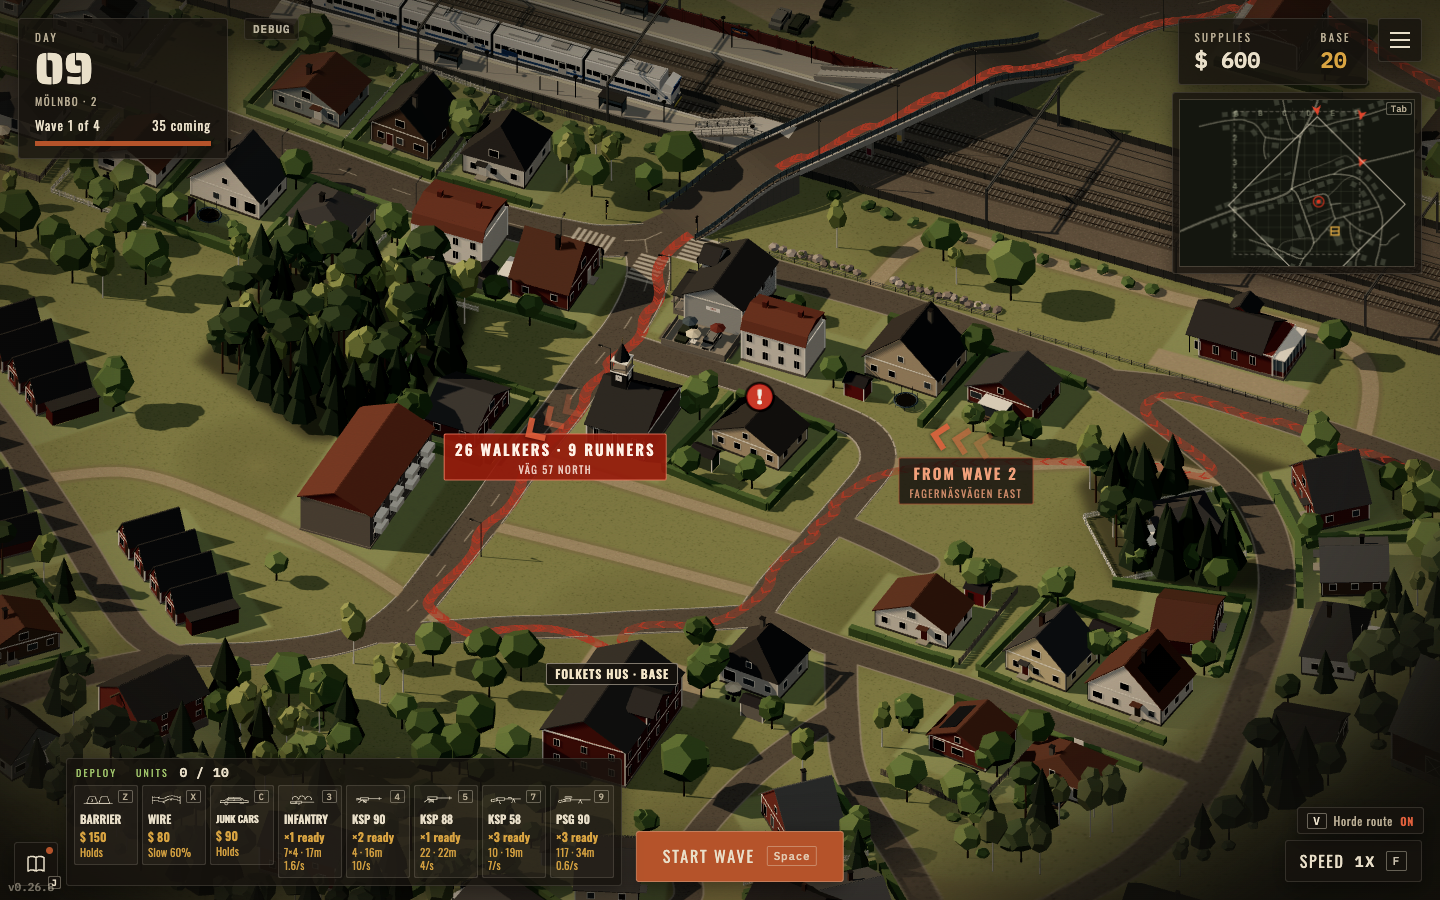 DAY
09
MÖLNBO · 2
Wave 1 of 4 35 coming
DEBUG
SUPPLIES BASE
$ 600 20
Tab
26 WALKERS · 9 RUNNERS
VÄG 57 NORTH
FROM WAVE 2
FAGERNÄSVÄGEN EAST
FOLKETS HUS · BASE
DEPLOY UNITS 0 / 10
Z
BARRIER
$ 150
Holds
X
WIRE
$ 80
Slow 60%
C
JUNK CARS
$ 90
Holds
3
INFANTRY
×1 ready
7×4 · 17m
1.6/s
4
KSP 90
×2 ready
4 · 16m
10/s
5
KSP 88
×1 ready
22 · 22m
4/s
7
KSP 58
×3 ready
10 · 19m
7/s
9
PSG 90
×3 ready
117 · 34m
0.6/s
START WAVE Space
V Horde route ON
SPEED 1X F
J